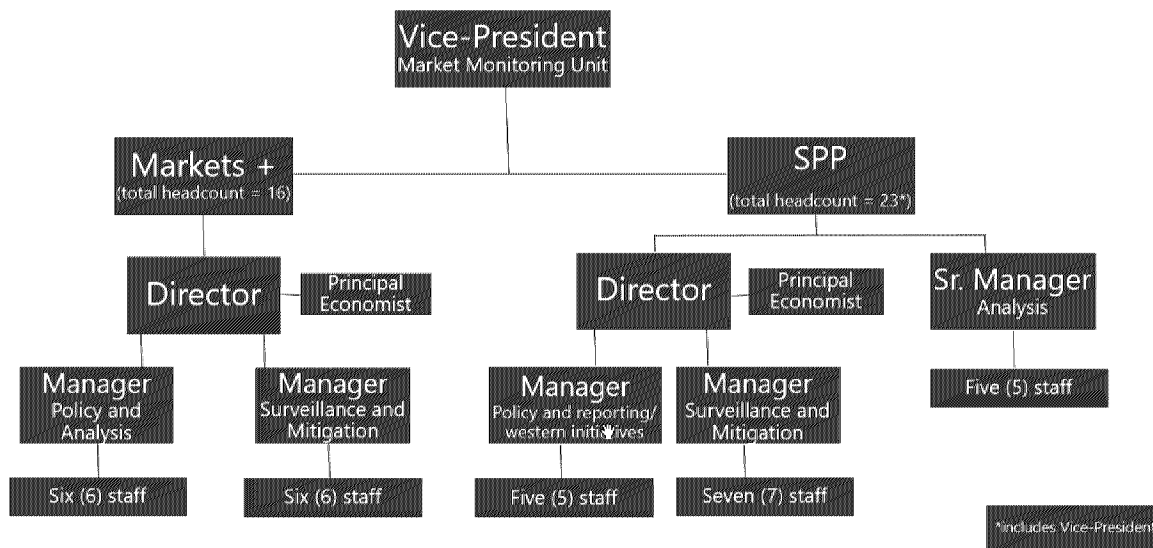 Vice-President
Market Monitoring Unit
Markets +
(total headcount = 16)
SPP
(total headcount = 23*)
Director
Principal
Economist
Director
Principal
Economist
Sr. Manager
Analysis
Manager
Policy and
Analysis
Manager
Surveillance and
Mitigation
Manager
Policy and reporting/
western initiatives
Manager
Surveillance and
Mitigation
Five (5) staff
Six (6) staff
Six (6) staff
Five (5) staff
Seven (7) staff
*includes Vice-President